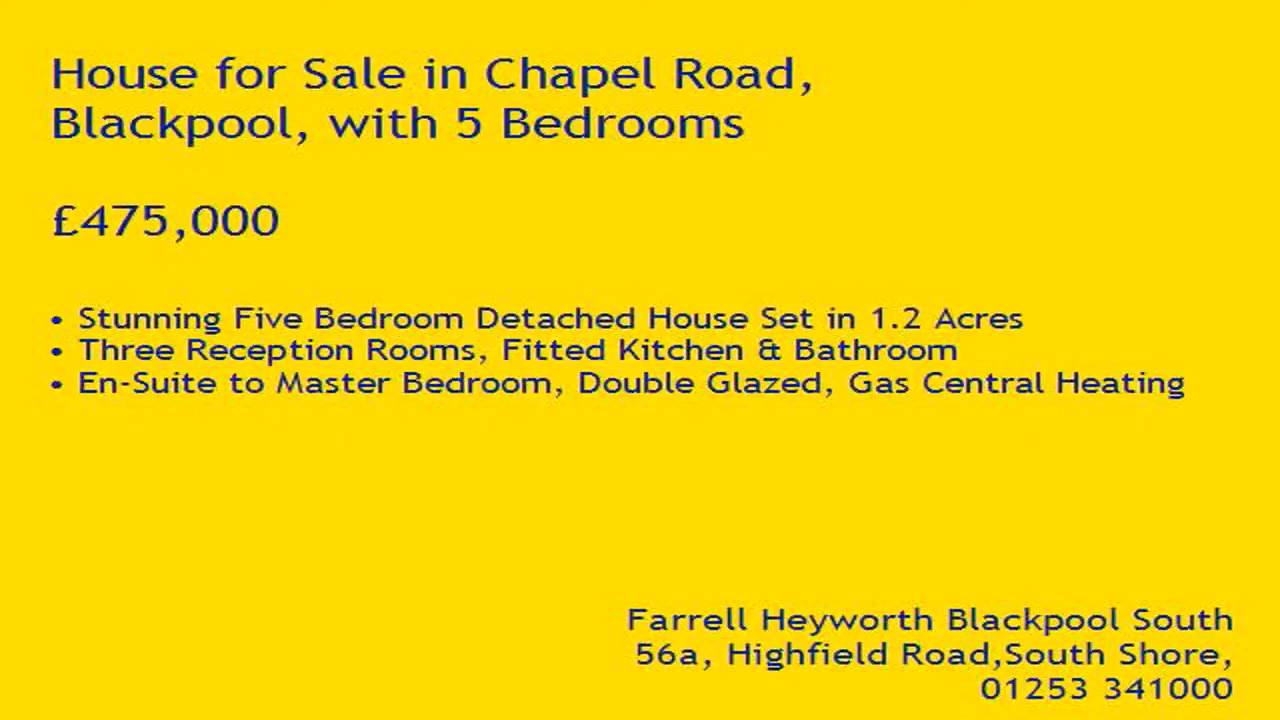 House for Sale in Chapel Road,
Blackpool, with 5 Bedrooms
£475,000
• Stunning Five Bedroom Detached House Set in 1.2 Acres
• Three Reception Rooms, Fitted Kitchen & Bathroom
• En-Suite to Master Bedroom, Double Glazed, Gas Central Heating
Farrell Heyworth Blackpool South
56a, Highfield Road,South Shore,
01253 341000